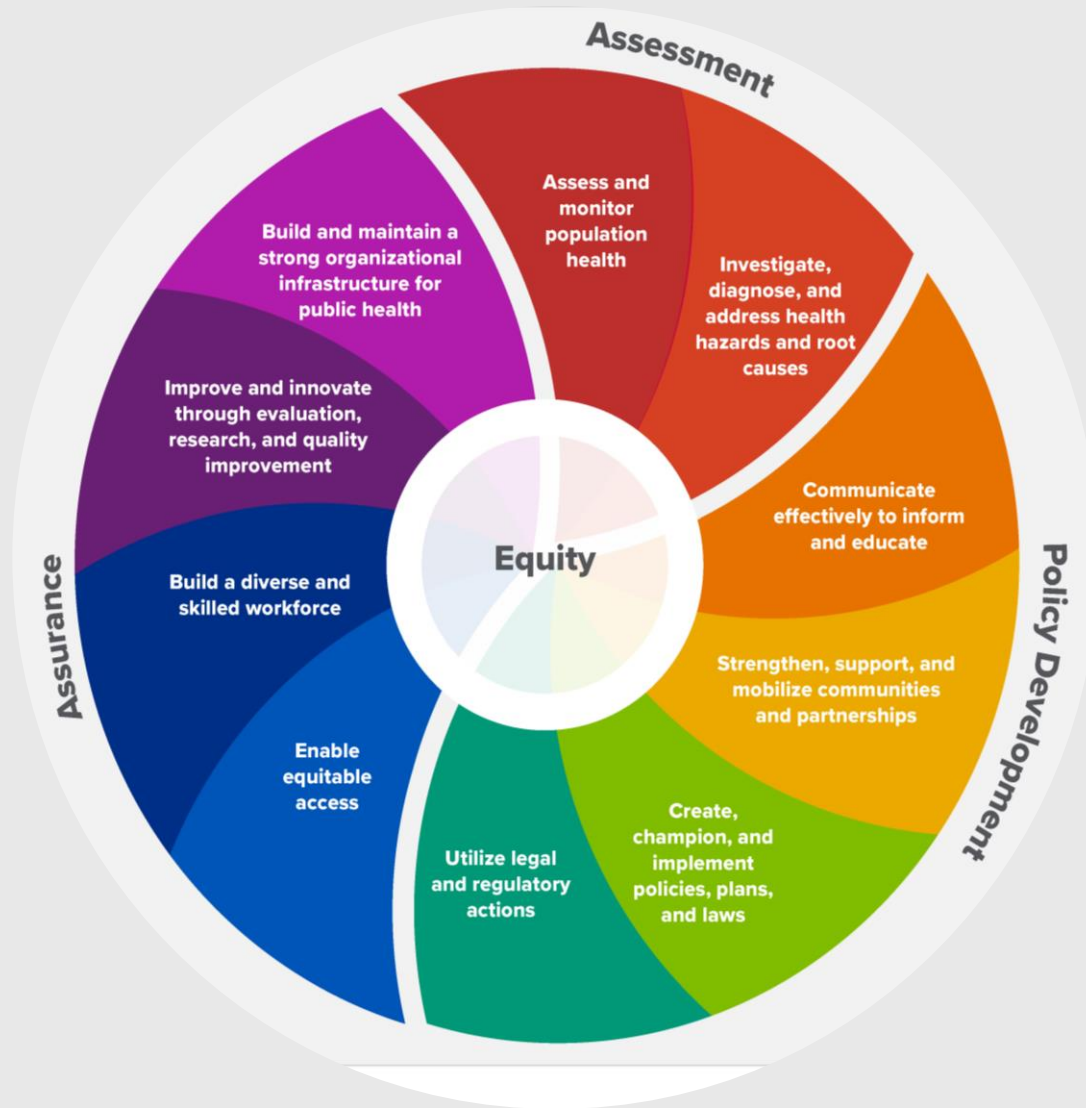 Assessment
Assess and
monitor
population
health
Investigate,
diagnose, and
address health
hazards and root
causes
Policy Development
Communicate
effectively to inform
and educate
Strengthen, support, and
mobilize communities
and partnerships
Create,
champion, and
implement
policies, plans,
and laws
Utilize legal
and regulatory
actions
Assurance
Enable
equitable
access
Build a diverse and
skilled workforce
Improve and innovate
through evaluation,
research, and quality
improvement
Build and maintain a
strong organizational
infrastructure for
public health
Equity